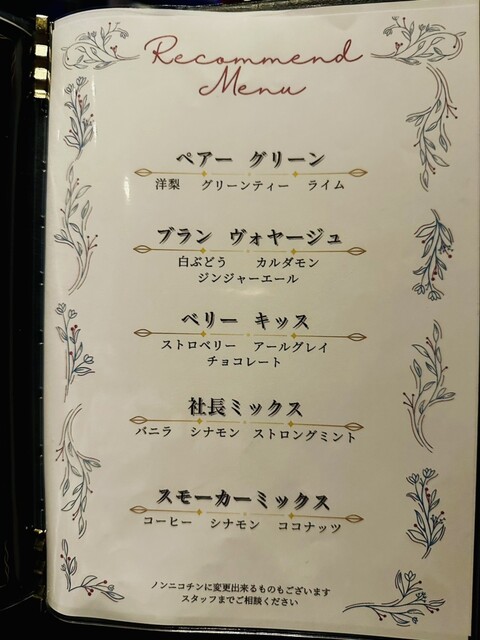 Recommend
Menu
ペアー グリーン
洋梨 グリーンティー ライム
ブラン ヴォヤージュ
白ぶどう カルダモン
ジンジャーエール
ベリー キッス
ストロベリー アールグレイ
チョコレート
社長ミックス
バニラ シナモン ストロングミント
スモーカーミックス
コーヒー シナモン ココナッツ
ノンニコチンに変更出来るものもございます
スタッフまでご相談ください